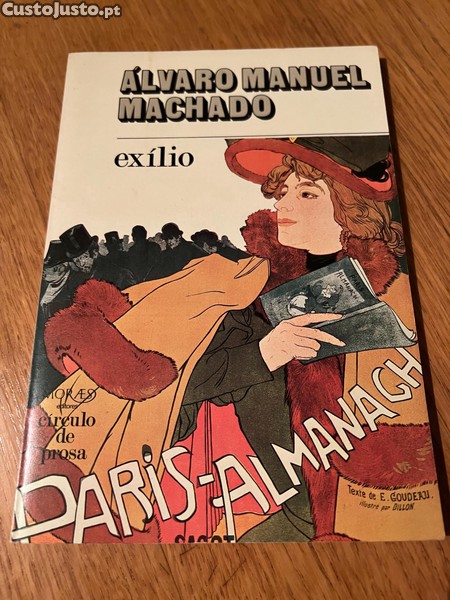 CustoJusto.pt
ÁLVARO MANUEL
MACHADO
exílio
MORAES
editores
círculo
de
prosa
PARIS-ALMANACH
Texte de E. GOUDEAU.
illustré par DILLON
SAGOT